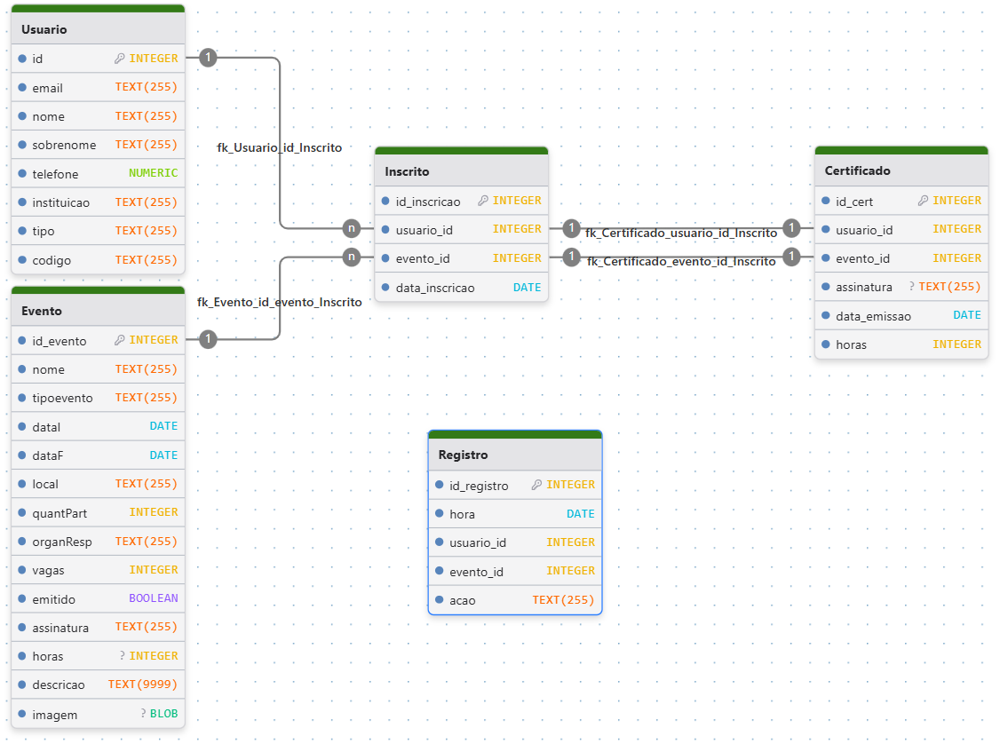 Usuario
id INTEGER
email TEXT(255)
nome TEXT(255)
sobrenome TEXT(255)
telefone NUMERIC
instituicao TEXT(255)
tipo TEXT(255)
codigo TEXT(255)
Evento
id_evento INTEGER
nome TEXT(255)
tipoevento TEXT(255)
dataI DATE
dataF DATE
local TEXT(255)
quantPart INTEGER
organResp TEXT(255)
vagas INTEGER
emitido BOOLEAN
assinatura TEXT(255)
horas ? INTEGER
descricao TEXT(9999)
imagem ? BLOB
1
fk_Usuario_id_Inscrito
n
n
fk_Evento_id_evento_Inscrito
1
Inscrito
id_inscricao INTEGER
usuario_id INTEGER
evento_id INTEGER
data_inscricao DATE
1 fk_Certificado_usuario_id_Inscrito 1
1 fk_Certificado_evento_id_Inscrito 1
Certificado
id_cert INTEGER
usuario_id INTEGER
evento_id INTEGER
assinatura ? TEXT(255)
data_emissao DATE
horas INTEGER
Registro
id_registro INTEGER
hora DATE
usuario_id INTEGER
evento_id INTEGER
acao TEXT(255)